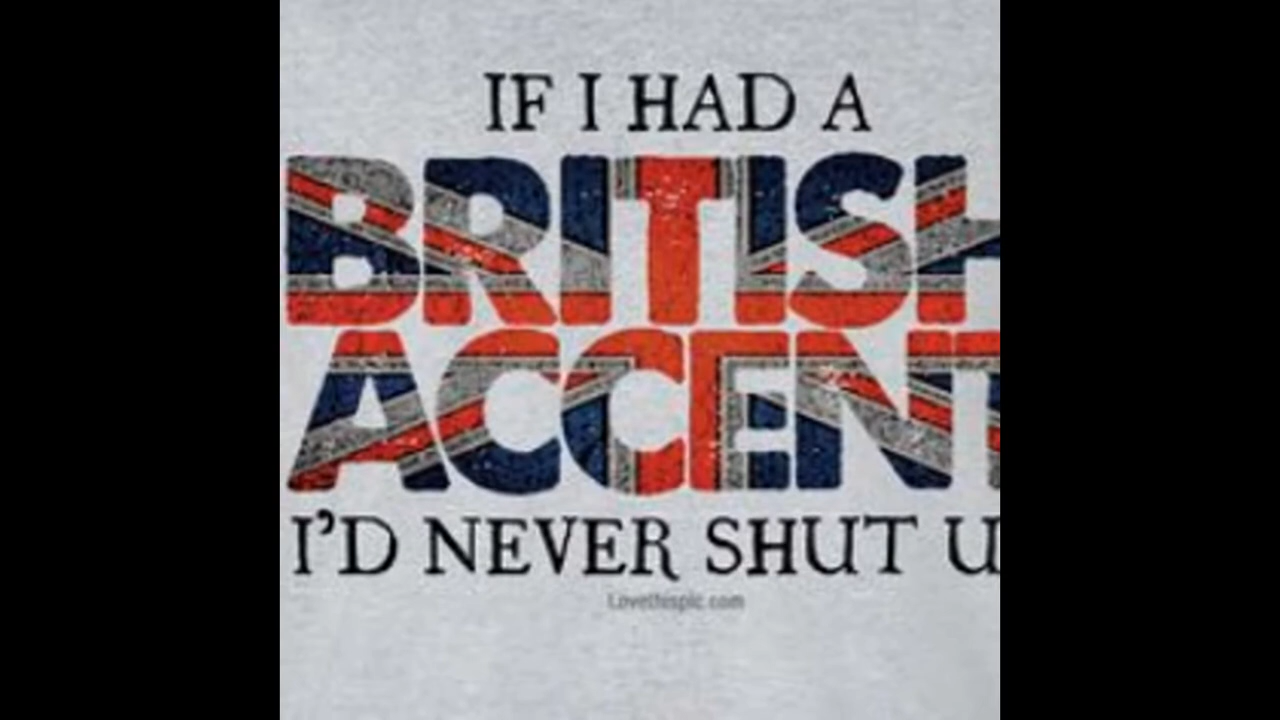 IF I HAD A
BRITISH
ACCENT
I'D NEVER SHUT U
Lovethispic.com